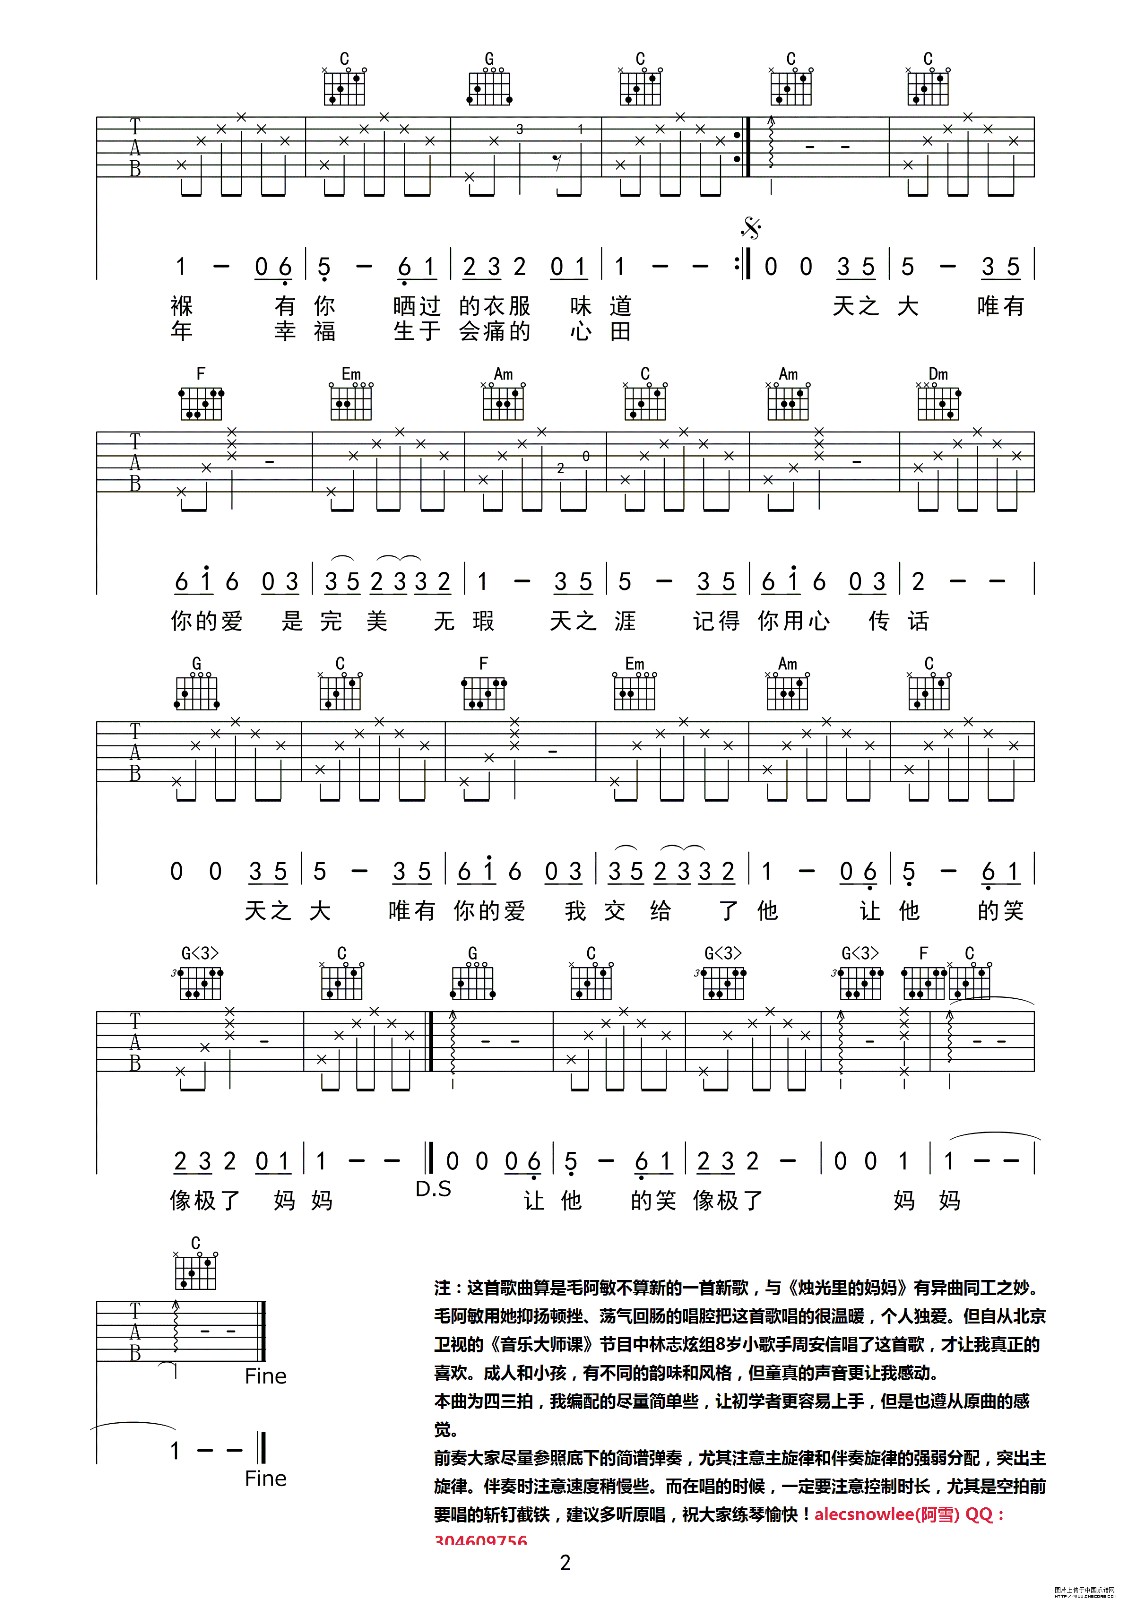 C G C C C
T A B 3 1
1 - 0 6 5 - 6 1 2 3 2 0 1 1 - - 0 0 3 5 5 - 3 5
褓 有 你 晒过 的衣服 味 道 天之 大 唯有
年 幸 福 生于 会痛的 心 田
F Em Am C Am Dm
T A B 2 0
6 1 6 0 3 3 5 2 3 3 2 1 - 3 5 5 - 3 5 6 1 6 0 3 2 - -
你的爱 是 完 美 无 瑕 天之 涯 记得 你用心 传 话
G C F Em Am C
T A B
0 0 3 5 5 - 3 5 6 1 6 0 3 3 5 2 3 3 2 1 - 0 6 5 - 6 1
天之 大 唯有 你的爱 我 交 给 了 他 让 他 的笑
G<3> C G C G<3> G<3> F C
3 3 3
T A B
2 3 2 0 1 1 - - 0 0 0 6 5 - 6 1 2 3 2 - 0 0 1 1 - -
像极了 妈 妈 D.S 让 他 的笑 像极了 妈 妈
C
T A B
Fine
1 - -
Fine
注：这首歌曲算是毛阿敏不算新的一首新歌，与《烛光里的妈妈》有异曲同工之妙。
毛阿敏用她抑扬顿挫、荡气回肠的唱腔把这首歌唱的很温暖，个人独爱。但自从北京
卫视的《音乐大师课》节目中林志炫组8岁小歌手周安信唱了这首歌，才让我真正的
喜欢。成人和小孩，有不同的韵味和风格，但童真的声音更让我感动。
本曲为四三拍，我编配的尽量简单些，让初学者更容易上手，但是也遵从原曲的感
觉。
前奏大家尽量参照底下的简谱弹奏，尤其注意主旋律和伴奏旋律的强弱分配，突出主
旋律。伴奏时注意速度稍慢些。而在唱的时候，一定要注意控制时长，尤其是空拍前
要唱的斩钉截铁，建议多听原唱，祝大家练琴愉快！alecsnowlee(阿雪) QQ：
304609756
2